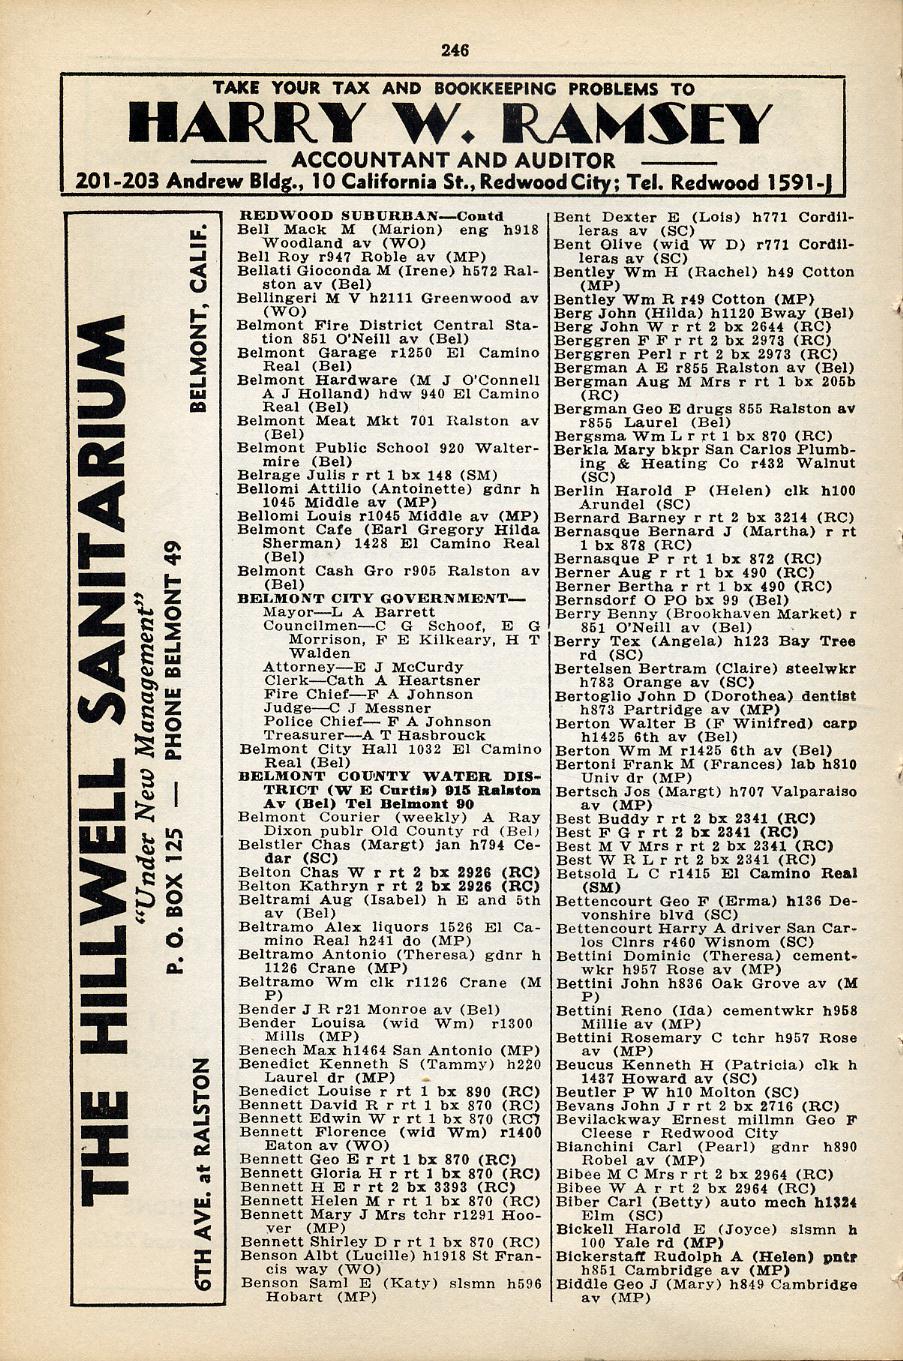 246
TAKE YOUR TAX AND BOOKKEEPING PROBLEMS TO
HARRY W. RAMSEY
ACCOUNTANT AND AUDITOR
201-203 Andrew Bldg., 10 California St., Redwood City; Tel. Redwood 1591-J
THE HILLWELL SANITARIUM
"Under New Management"
6TH AVE. at RALSTON P. O. BOX 125 — PHONE BELMONT 49 BELMONT, CALIF.
REDWOOD SUBURBAN—Contd
Bell Mack M (Marion) eng h918
Woodland av (WO)
Bell Roy r947 Roble av (MP)
Bellati Gioconda M (Irene) h572 Ral-
ston av (Bel)
Bellingeri M V h2111 Greenwood av
(WO)
Belmont Fire District Central Sta-
tion 851 O'Neill av (Bel)
Belmont Garage r1250 El Camino
Real (Bel)
Belmont Hardware (M J O'Connell
A J Holland) hdw 940 El Camino
Real (Bel)
Belmont Meat Mkt 701 Ralston av
(Bel)
Belmont Public School 920 Walter-
mire (Bel)
Belrage Julis r rt 1 bx 148 (SM)
Bellomi Attilio (Antoinette) gdnr h
1045 Middle av (MP)
Bellomi Louis r1045 Middle av (MP)
Belmont Cafe (Earl Gregory Hilda
Sherman) 1428 El Camino Real
(Bel)
Belmont Cash Gro r905 Ralston av
(Bel)
BELMONT CITY GOVERNMENT—
Mayor—L A Barrett
Councilmen—C G Schoof, E G
Morrison, F E Kilkeary, H T
Walden
Attorney—E J McCurdy
Clerk—Cath A Heartsner
Fire Chief—F A Johnson
Judge—C J Messner
Police Chief— F A Johnson
Treasurer—A T Hasbrouck
Belmont City Hall 1032 El Camino
Real (Bel)
BELMONT COUNTY WATER DIS-
TRICT (W E Curtis) 915 Ralston
Av (Bel) Tel Belmont 90
Belmont Courier (weekly) A Ray
Dixon publr Old County rd (Bel)
Belstler Chas (Margt) jan h794 Ce-
dar (SC)
Belton Chas W r rt 2 bx 2926 (RC)
Belton Kathryn r rt 2 bx 2926 (RC)
Beltrami Aug (Isabel) h E and 5th
av (Bel)
Beltramo Alex liquors 1526 El Ca-
mino Real h241 do (MP)
Beltramo Antonio (Theresa) gdnr h
1126 Crane (MP)
Beltramo Wm clk r1126 Crane (M
P)
Bender J R r21 Monroe av (Bel)
Bender Louisa (wid Wm) r1300
Mills (MP)
Benech Max h1464 San Antonio (MP)
Benedict Kenneth S (Tammy) h220
Laurel dr (MP)
Benedict Louise r rt 1 bx 890 (RC)
Bennett David R r rt 1 bx 870 (RC)
Bennett Edwin W r rt 1 bx 870 (RC)
Bennett Florence (wid Wm) r1400
Eaton av (WO)
Bennett Geo E r rt 1 bx 870 (RC)
Bennett Gloria H r rt 1 bx 870 (RC)
Bennett H E r rt 2 bx 3393 (RC)
Bennett Helen M r rt 1 bx 870 (RC)
Bennett Mary J Mrs tchr r1291 Hoo-
ver (MP)
Bennett Shirley D r rt 1 bx 870 (RC)
Benson Albt (Lucille) h1918 St Fran-
cis way (WO)
Benson Saml E (Katy) slsmn h596
Hobart (MP)
Bent Dexter E (Lois) h771 Cordil-
leras av (SC)
Bent Olive (wid W D) r771 Cordil-
leras av (SC)
Bentley Wm H (Rachel) h49 Cotton
(MP)
Bentley Wm R r49 Cotton (MP)
Berg John (Hilda) h1120 Bway (Bel)
Berg John W r rt 2 bx 2644 (RC)
Berggren F F r rt 2 bx 2973 (RC)
Berggren Perl r rt 2 bx 2973 (RC)
Bergman A E r855 Ralston av (Bel)
Bergman Aug M Mrs r rt 1 bx 205b
(RC)
Bergman Geo E drugs 855 Ralston av
r855 Laurel (Bel)
Bergsma Wm L r rt 1 bx 870 (RC)
Berkla Mary bkpr San Carlos Plumb-
ing & Heating Co r432 Walnut
(SC)
Berlin Harold P (Helen) clk h100
Arundel (SC)
Bernard Barney r rt 2 bx 3214 (RC)
Bernasque Bernard J (Martha) r rt
1 bx 878 (RC)
Bernasque P r rt 1 bx 872 (RC)
Berner Aug r rt 1 bx 490 (RC)
Berner Bertha r rt 1 bx 490 (RC)
Bernsdorf O PO bx 99 (Bel)
Berry Benny (Brookhaven Market) r
851 O'Neill av (Bel)
Berry Tex (Angela) h123 Bay Tree
rd (SC)
Bertelsen Bertram (Claire) steelwkr
h783 Orange av (SC)
Bertoglio John D (Dorothea) dentist
h873 Partridge av (MP)
Berton Walter B (F Winifred) carp
h1425 6th av (Bel)
Berton Wm M r1425 6th av (Bel)
Bertoni Frank M (Frances) lab h810
Univ dr (MP)
Bertsch Jos (Margt) h707 Valparaiso
av (MP)
Best Buddy r rt 2 bx 2341 (RC)
Best F G r rt 2 bx 2341 (RC)
Best M V Mrs r rt 2 bx 2341 (RC)
Best W R L r rt 2 bx 2341 (RC)
Betsold L C r1415 El Camino Real
(SM)
Bettencourt Geo F (Erma) h136 De-
vonshire blvd (SC)
Bettencourt Harry A driver San Car-
los Clnrs r460 Wisnom (SC)
Bettini Dominic (Theresa) cement-
wkr h957 Rose av (MP)
Bettini John h836 Oak Grove av (M
P)
Bettini Reno (Ida) cementwkr h958
Millie av (MP)
Bettini Rosemary C tchr h957 Rose
av (MP)
Beucus Kenneth H (Patricia) clk h
1437 Howard av (SC)
Beutler P W h10 Molton (SC)
Bevans John J r rt 2 bx 2716 (RC)
Bevilackway Ernest millmn Geo F
Cleese r Redwood City
Bianchini Carl (Pearl) gdnr h890
Robel av (MP)
Bibee M C Mrs r rt 2 bx 2964 (RC)
Bibee W A r rt 2 bx 2964 (RC)
Biber Carl (Betty) auto mech h1324
Elm (SC)
Bickell Harold E (Joyce) slsmn h
100 Yale rd (MP)
Bickerstaff Rudolph A (Helen) pntr
h851 Cambridge av (MP)
Biddle Geo J (Mary) h849 Cambridge
av (MP)